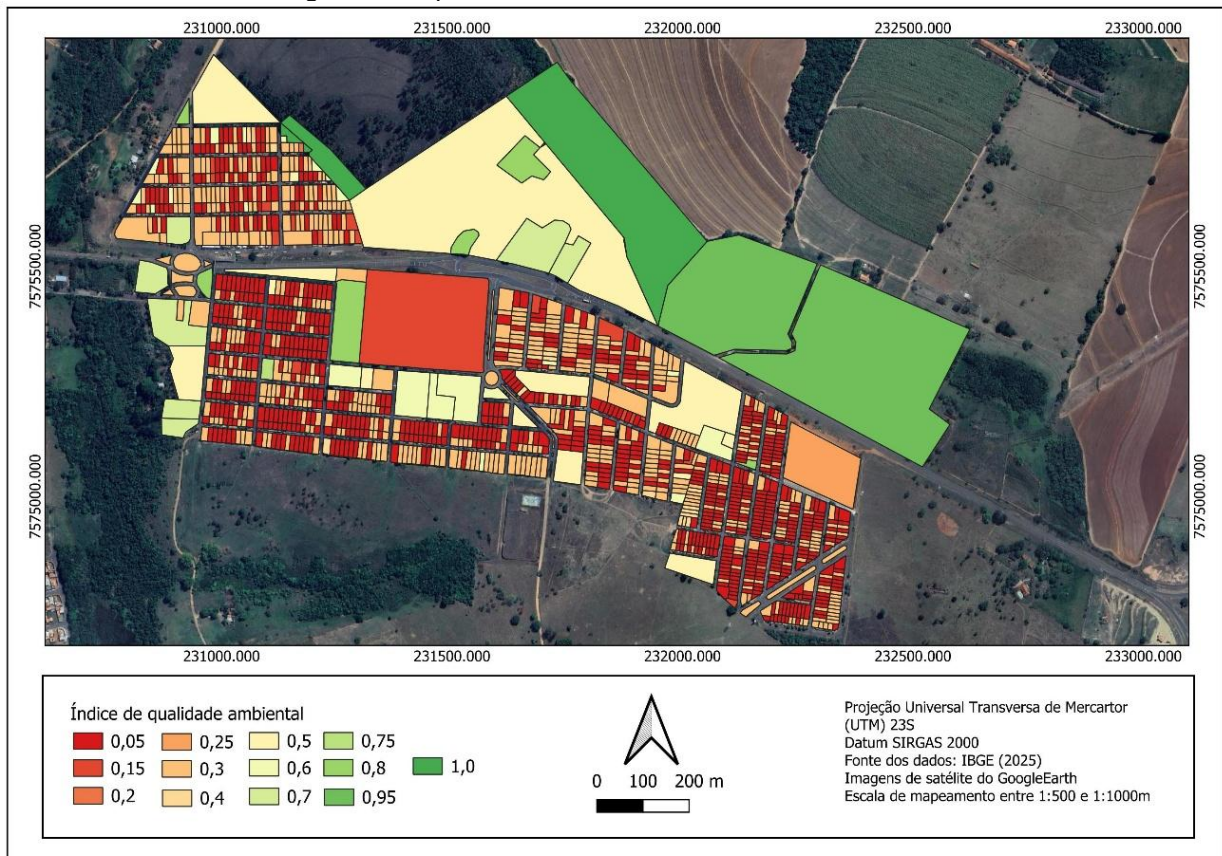 231000.000 231500.000 232000.000 232500.000 233000.000
7575500.000 7575500.000
7575000.000 7575000.000
231000.000 231500.000 232000.000 232500.000 233000.000
Índice de qualidade ambiental
0,05 0,25 0,5 0,75
0,15 0,3 0,6 0,8 1,0
0,2 0,4 0,7 0,95
0 100 200 m
Projeção Universal Transversa de Mercartor
(UTM) 23S
Datum SIRGAS 2000
Fonte dos dados: IBGE (2025)
Imagens de satélite do GoogleEarth
Escala de mapeamento entre 1:500 e 1:1000m